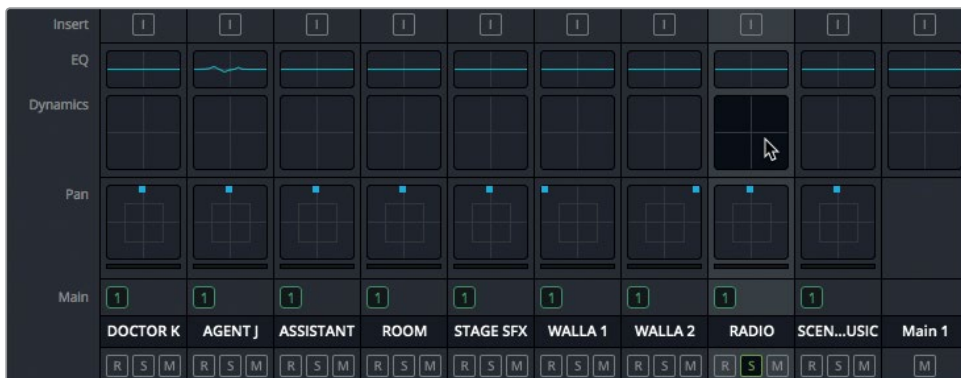 Insert I I I I I I I I I I
EQ
Dynamics
Pan
Main 1 1 1 1 1 1 1 1 1
DOCTOR K AGENT J ASSISTANT ROOM STAGE SFX WALLA 1 WALLA 2 RADIO SCEN...USIC Main 1
R S M R S M R S M R S M R S M R S M R S M R S M R S M M